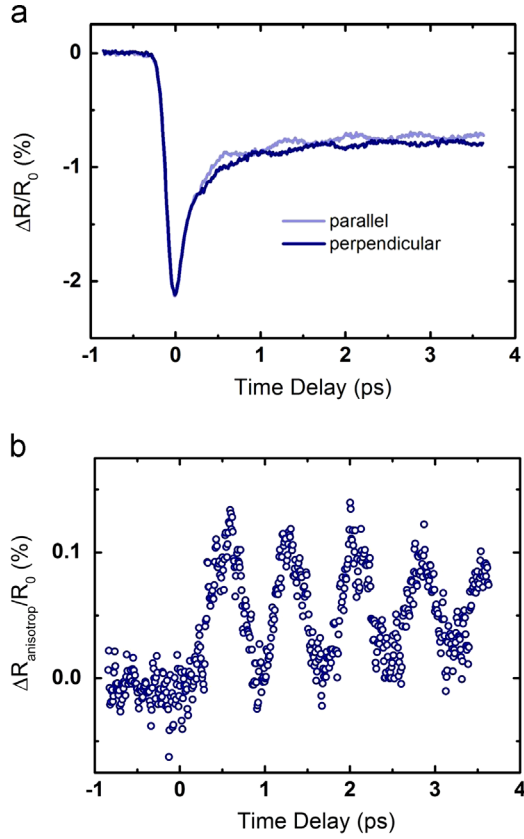 a
0
-1
-2
ΔR/R₀ (%)
parallel
perpendicular
-1 0 1 2 3 4
Time Delay (ps)
b
0.1
0.0
ΔRanisotrop/R₀ (%)
-1 0 1 2 3 4
Time Delay (ps)